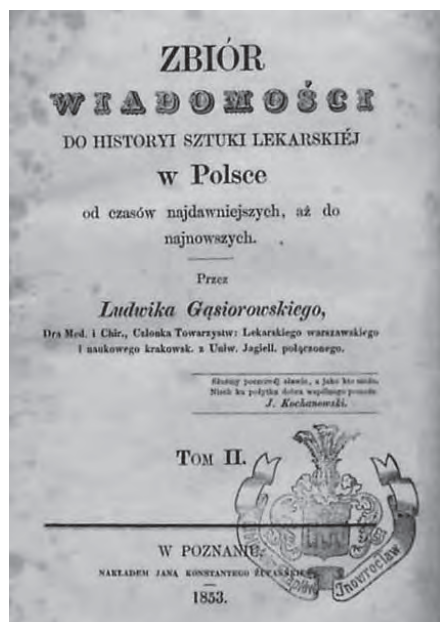 ZBIÓR
WIADOMOŚCI
DO HISTORYI SZTUKI LEKARSKIÉJ
w Polsce
od czasów najdawniejszych, aż do
najnowszych.
Przez
Ludwika Gąsiorowskiego,
Dra Med. i Chir., Członka Towarzystw: Lekarskiego warszawskiego
i naukowego krakowsk. z Uniw. Jagiell. połączonego.
Służmy poczciwéj sławie, a jako kto może,
Niech ku pożytku dobra wspólnego pomoże.
J. Kochanowski.
TOM II.
W POZNANIU,
NAKŁADEM JANA KONSTANTEGO ŻUPAŃSKIEGO
1853.
Inowrocław